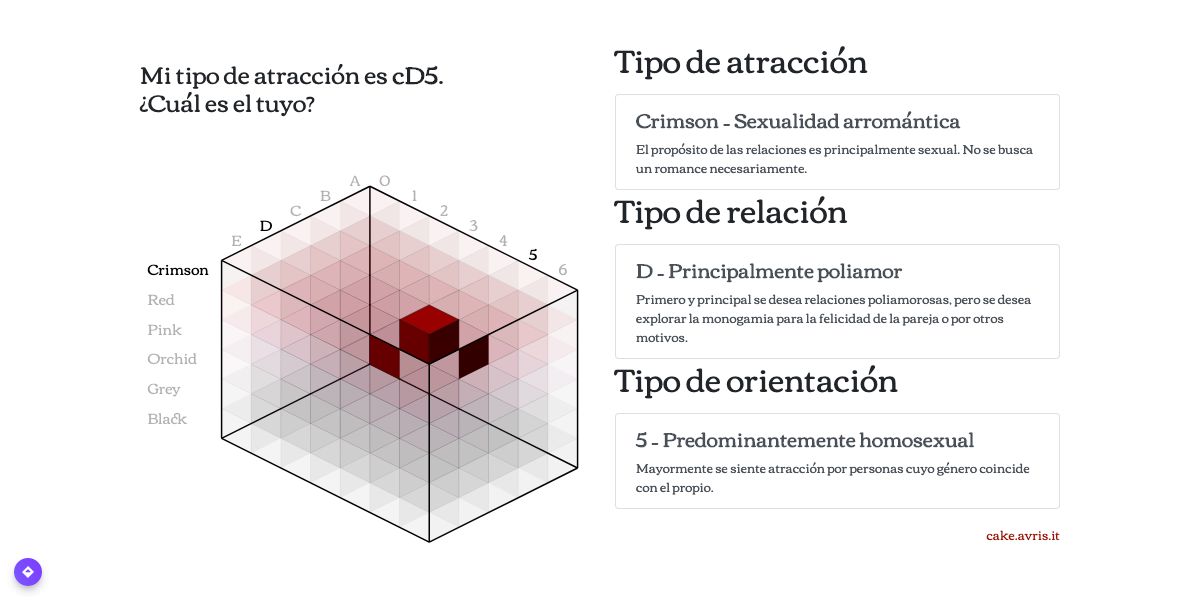 Mi tipo de atracción es cD5.
¿Cuál es el tuyo?
A O
B 1
C 2
D 3
E 4
5
6
Crimson
Red
Pink
Orchid
Grey
Black
Tipo de atracción
Crimson - Sexualidad arromántica
El propósito de las relaciones es principalmente sexual. No se busca
un romance necesariamente.
Tipo de relación
D - Principalmente poliamor
Primero y principal se desea relaciones poliamorosas, pero se desea
explorar la monogamia para la felicidad de la pareja o por otros
motivos.
Tipo de orientación
5 - Predominantemente homosexual
Mayormente se siente atracción por personas cuyo género coincide
con el propio.
cake.avris.it